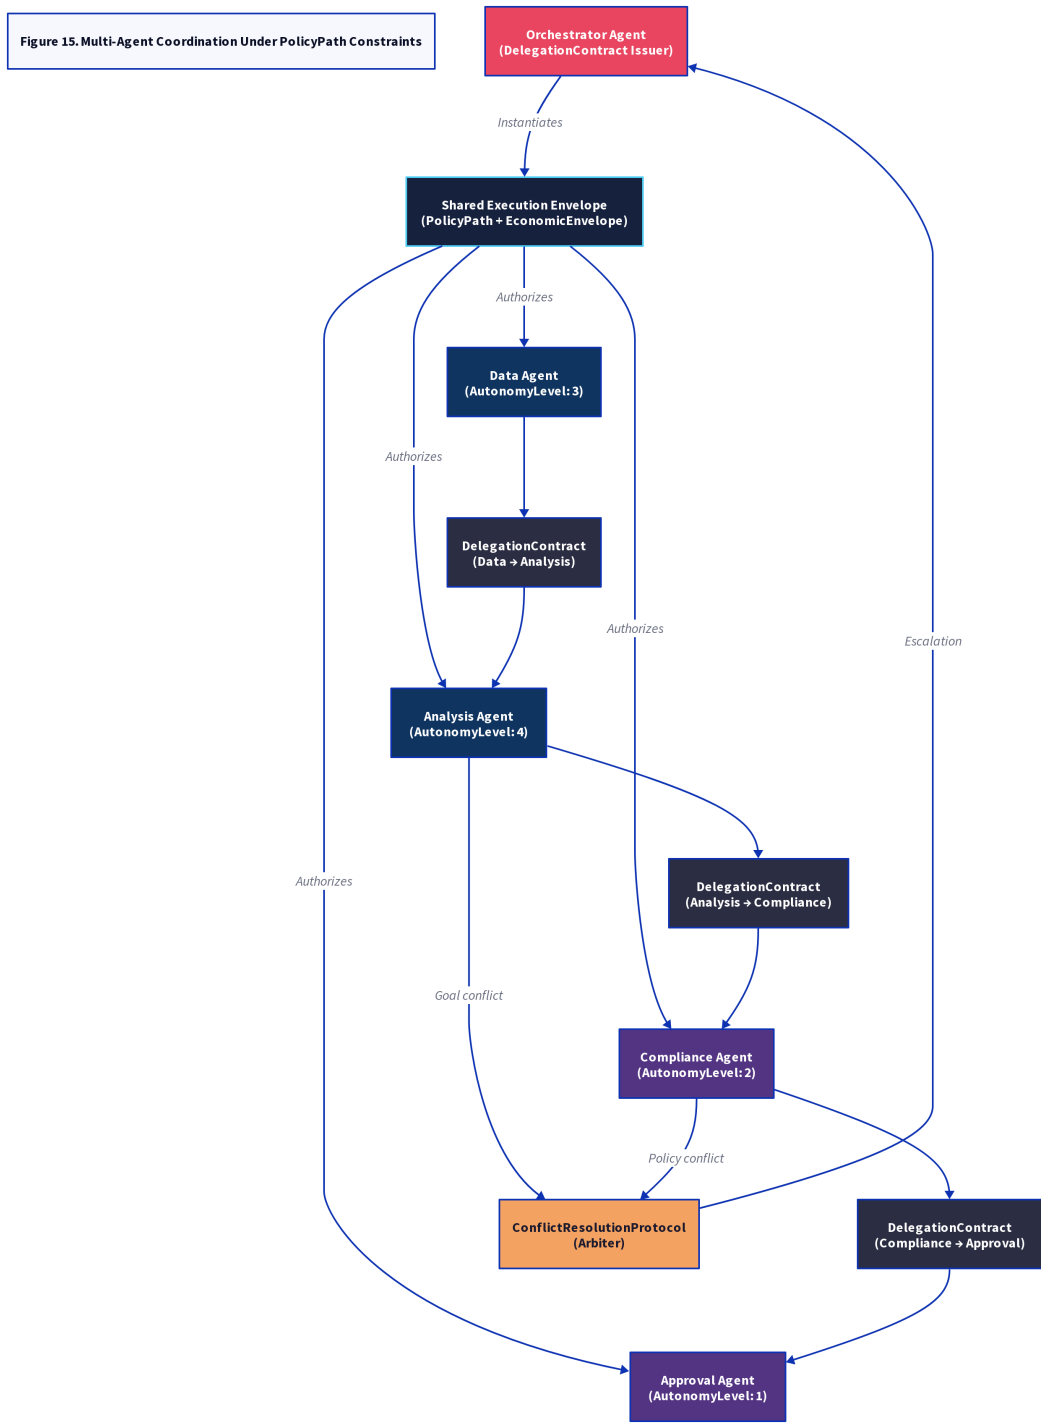 Figure 15. Multi-Agent Coordination Under PolicyPath Constraints
Orchestrator Agent
(DelegationContract Issuer)
Instantiates
Shared Execution Envelope
(PolicyPath + EconomicEnvelope)
Authorizes
Data Agent
(AutonomyLevel: 3)
Authorizes
DelegationContract
(Data → Analysis)
Authorizes
Escalation
Analysis Agent
(AutonomyLevel: 4)
Authorizes
DelegationContract
(Analysis → Compliance)
Goal conflict
Compliance Agent
(AutonomyLevel: 2)
Policy conflict
ConflictResolutionProtocol
(Arbiter)
DelegationContract
(Compliance → Approval)
Approval Agent
(AutonomyLevel: 1)